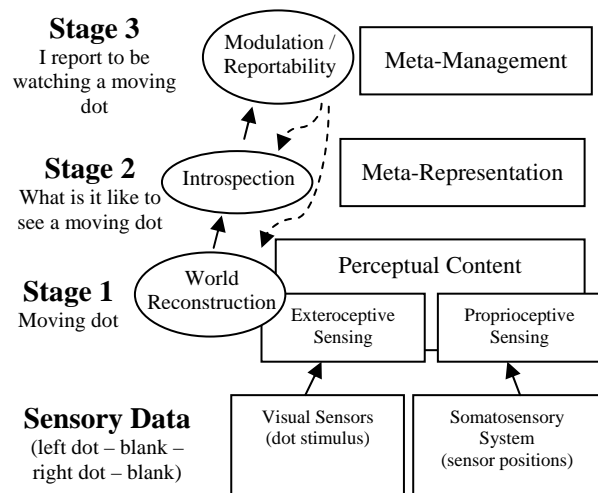 Stage 3
I report to be
watching a moving
dot
Modulation /
Reportability
Meta-Management
Stage 2
What is it like to
see a moving dot
Introspection
Meta-Representation
Stage 1
Moving dot
World
Reconstruction
Perceptual Content
Exteroceptive
Sensing
Proprioceptive
Sensing
Sensory Data
(left dot – blank –
right dot – blank)
Visual Sensors
(dot stimulus)
Somatosensory
System
(sensor positions)